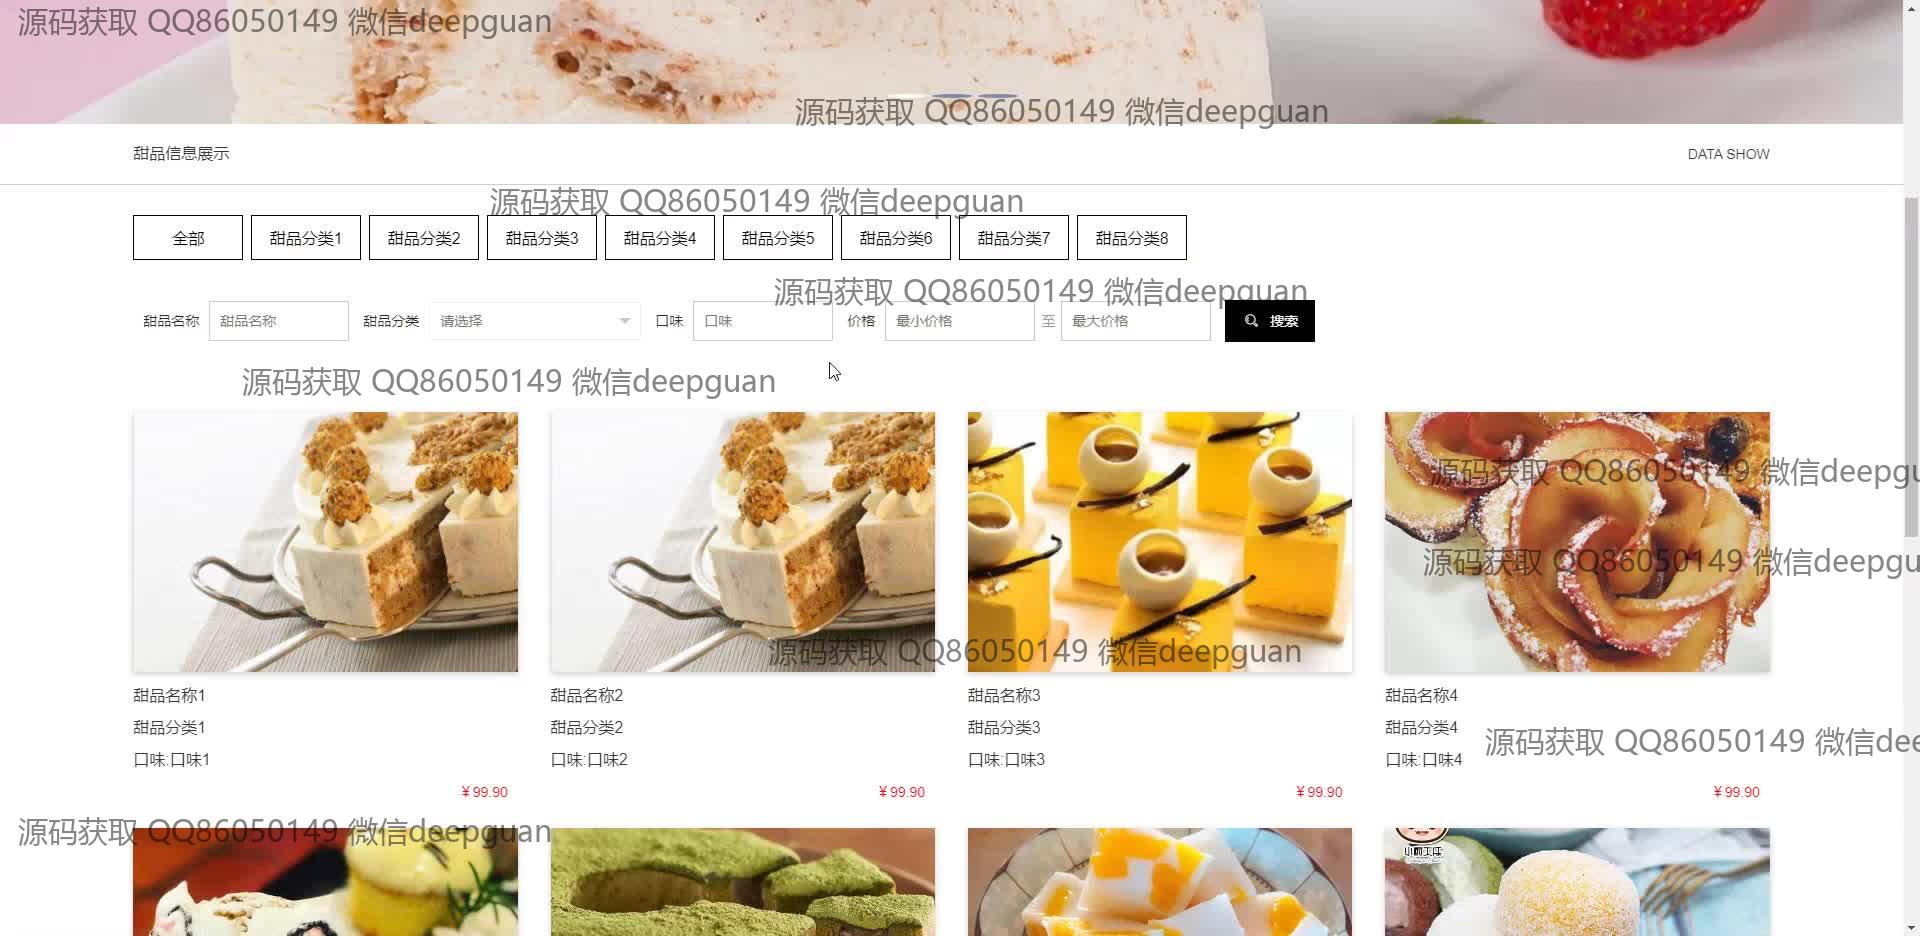 源码获取 QQ86050149 微信deepguan
源码获取 QQ86050149 微信deepguan
甜品信息展示
DATA SHOW
源码获取 QQ86050149 微信deepguan
全部 甜品分类1 甜品分类2 甜品分类3 甜品分类4 甜品分类5 甜品分类6 甜品分类7 甜品分类8
源码获取 QQ86050149 微信deepguan
甜品名称 甜品名称 甜品分类 请选择 口味 口味 价格 最小价格 至 最大价格 搜索
源码获取 QQ86050149 微信deepguan
源码获取 QQ86050149 微信deepgu
源码获取 QQ86050149 微信deepgu
源码获取 QQ86050149 微信deepguan
甜品名称1 甜品名称2 甜品名称3 甜品名称4
甜品分类1 甜品分类2 甜品分类3 甜品分类4
源码获取 QQ86050149 微信dee
口味:口味1 口味:口味2 口味:口味3 口味:口味4
¥ 99.90 ¥ 99.90 ¥ 99.90 ¥ 99.90
源码获取 QQ86050149 微信deepguan